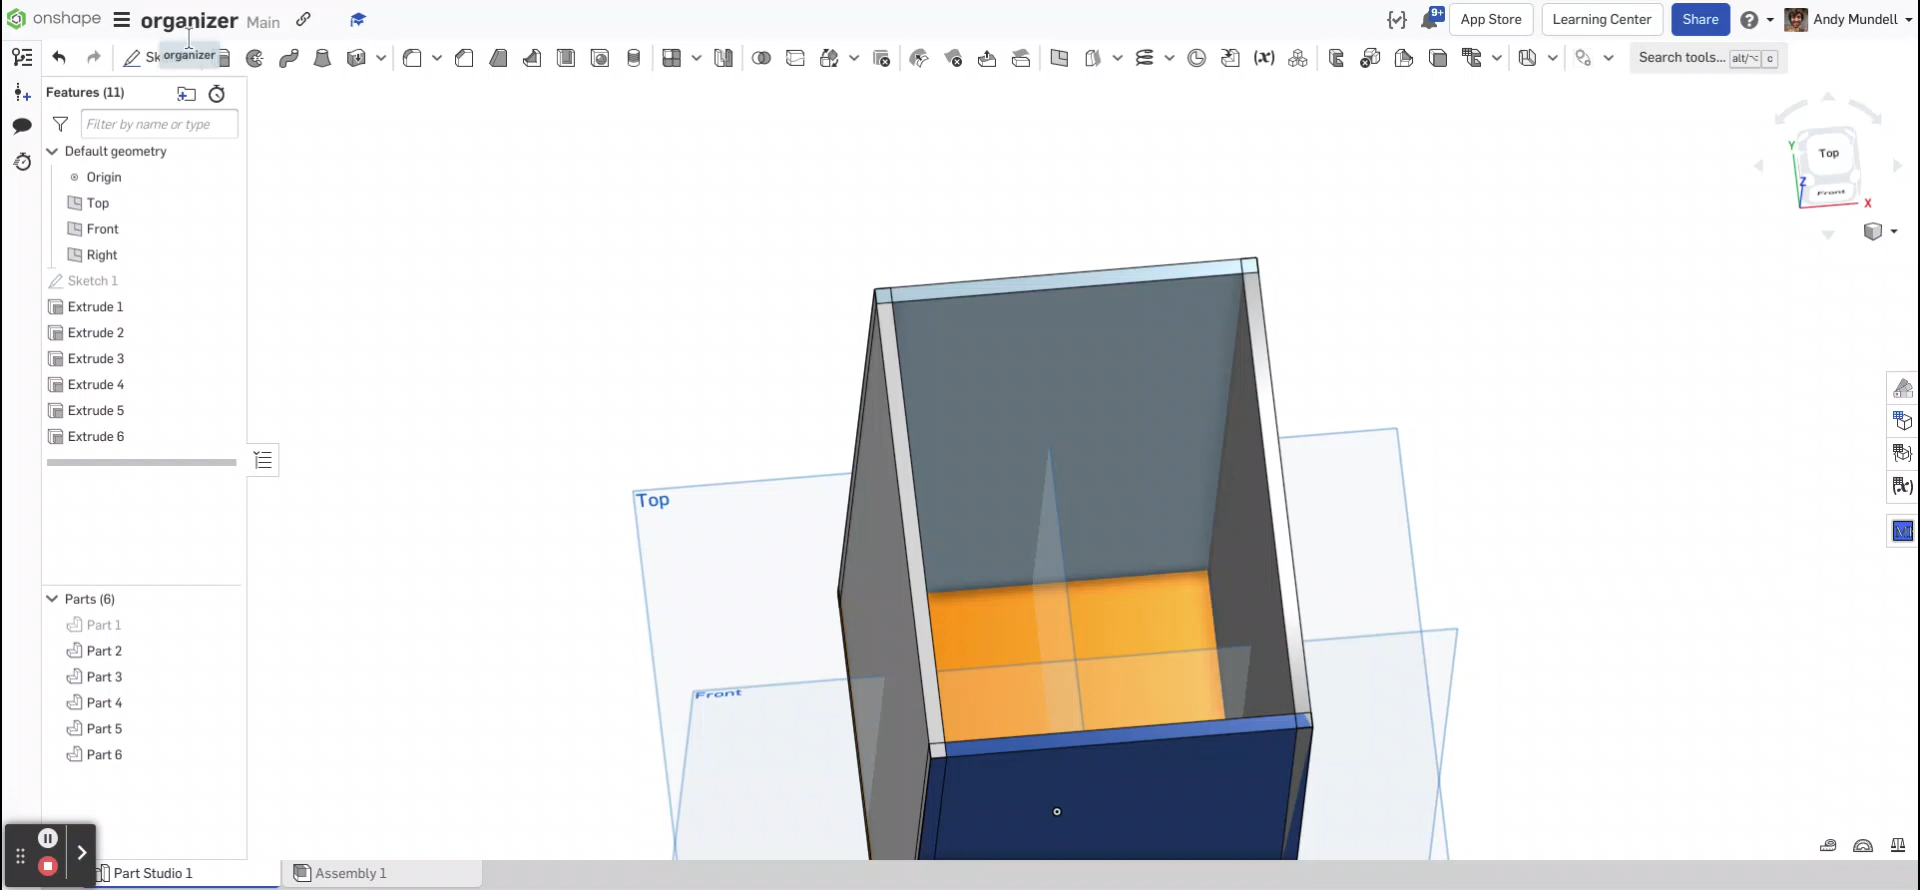 onshape organizer Main
App Store Learning Center Share Andy Mundell
9+
Sk organizer
Search tools... alt/⌥ c
Features (11)
Filter by name or type
Default geometry
Origin
Top
Front
Right
Sketch 1
Extrude 1
Extrude 2
Extrude 3
Extrude 4
Extrude 5
Extrude 6
Parts (6)
Part 1
Part 2
Part 3
Part 4
Part 5
Part 6
Top
Front
Y
Top
Z
Front
X
(x)
(x)
Part Studio 1 Assembly 1